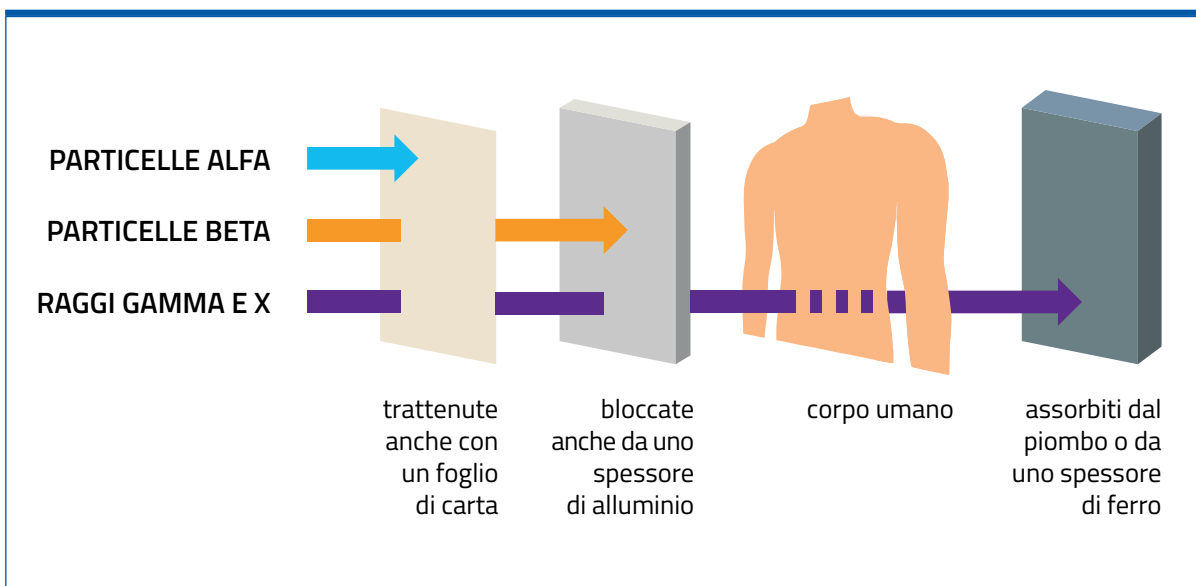 PARTICELLE ALFA
PARTICELLE BETA
RAGGI GAMMA E X
trattenute
anche con
un foglio
di carta
bloccate
anche da uno
spessore
di alluminio
corpo umano
assorbiti dal
piombo o da
uno spessore
di ferro